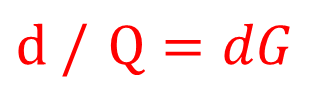 d / Q = dG